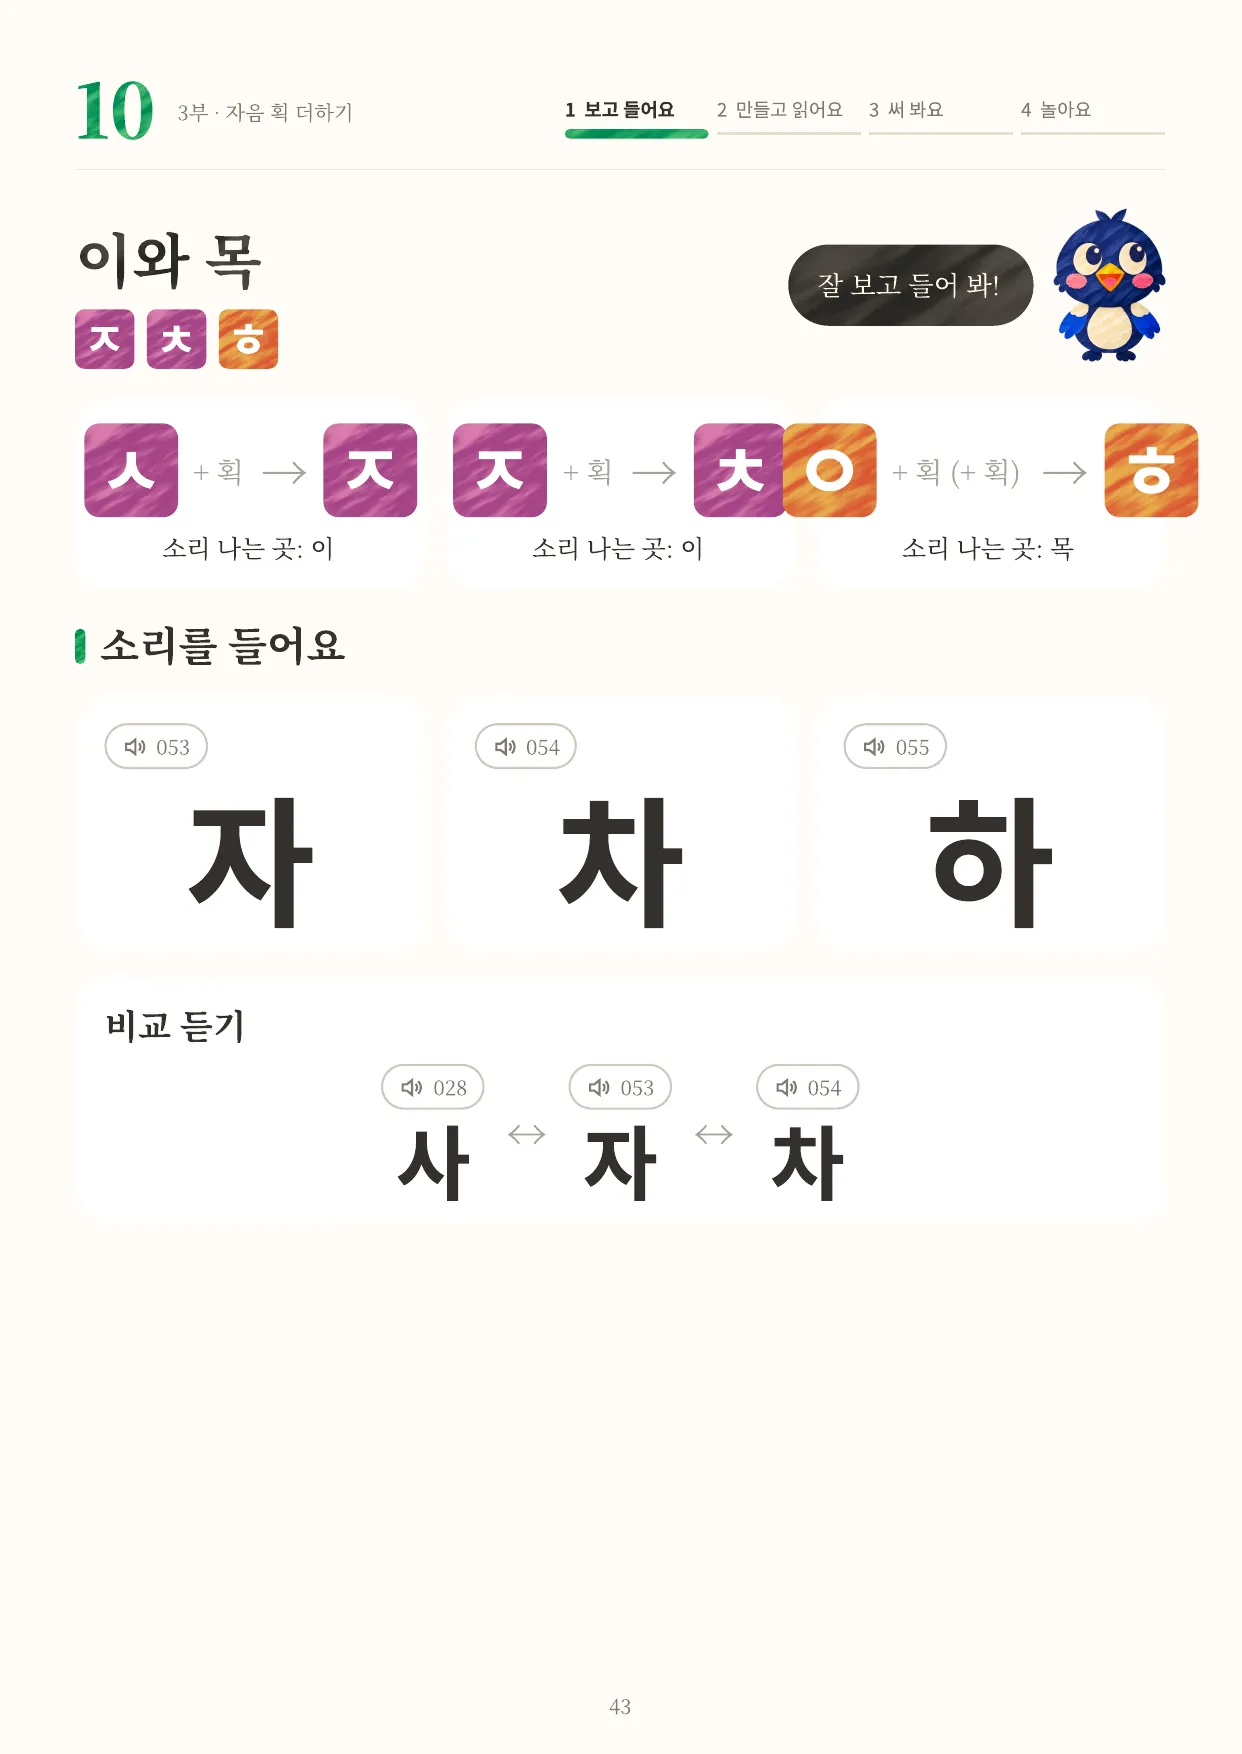 10 3부 · 자음 획 더하기
1 보고 들어요 2 만들고 읽어요 3 써 봐요 4 놀아요
이와 목
잘 보고 들어 봐!
ㅈ ㅊ ㅎ
ㅅ + 획 → ㅈ
소리 나는 곳: 이
ㅈ + 획 → ㅊ
소리 나는 곳: 이
ㅇ + 획 (+ 획) → ㅎ
소리 나는 곳: 목
소리를 들어요
053
자
054
차
055
하
비교 듣기
028 053 054
사 ↔ 자 ↔ 차
43